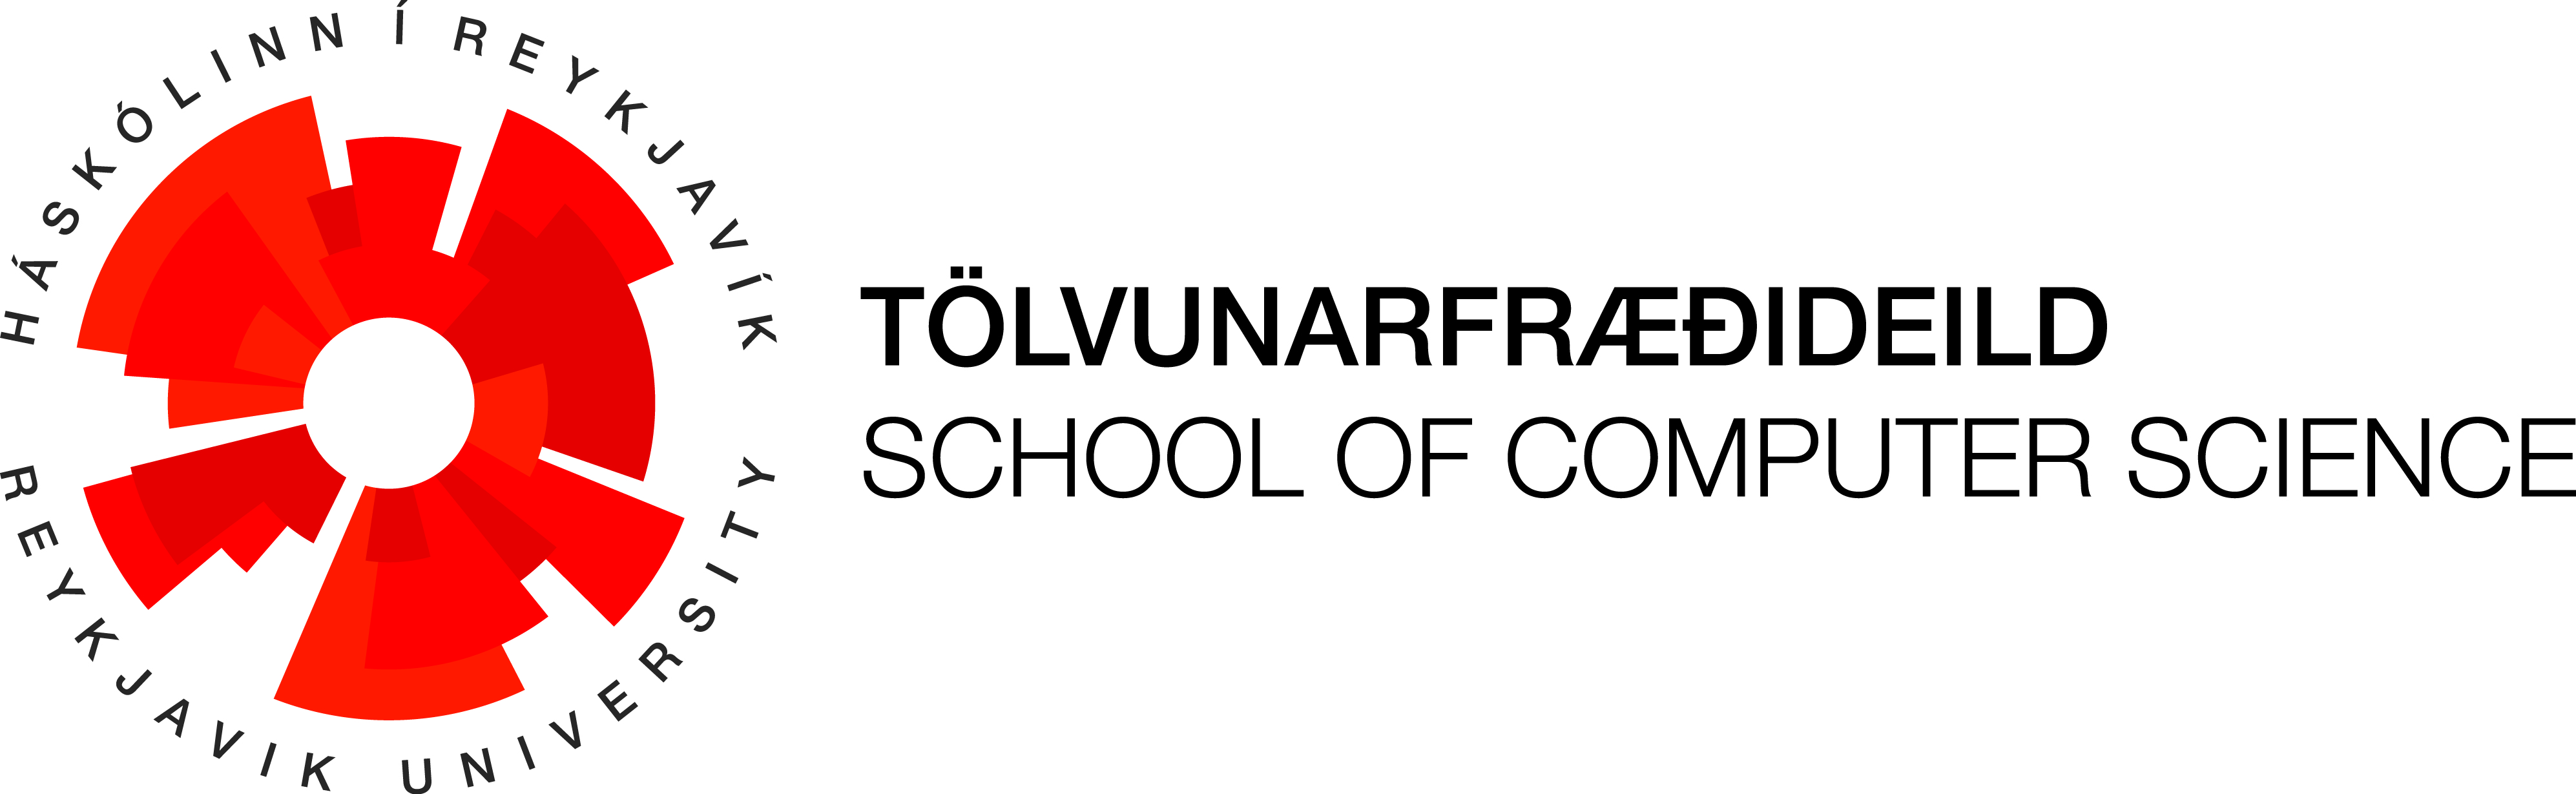 HÁSKÓLINN Í REYKJAVÍK
REYKJAVIK UNIVERSITY
TÖLVUNARFRÆÐIDEILD
SCHOOL OF COMPUTER SCIENCE